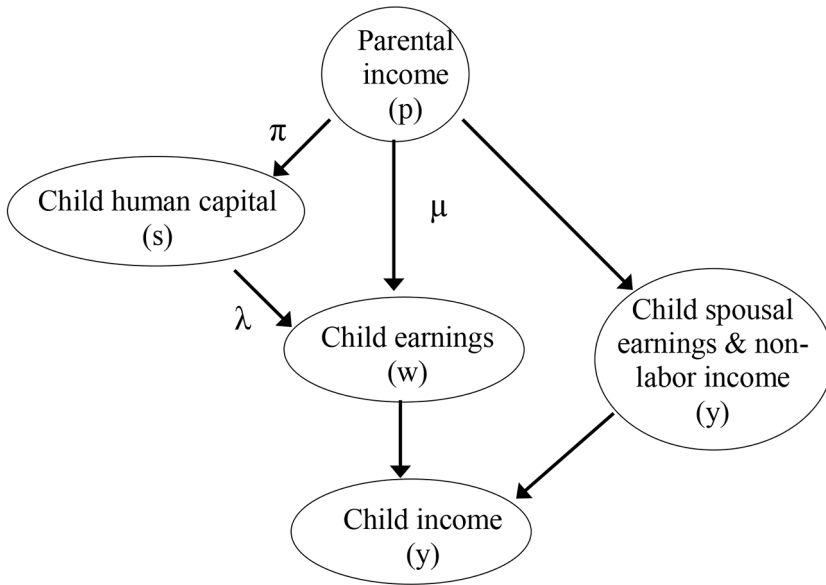 Parental
income
(p)
π
Child human capital
(s)
μ
λ
Child earnings
(w)
Child spousal
earnings & non-
labor income
(y)
Child income
(y)